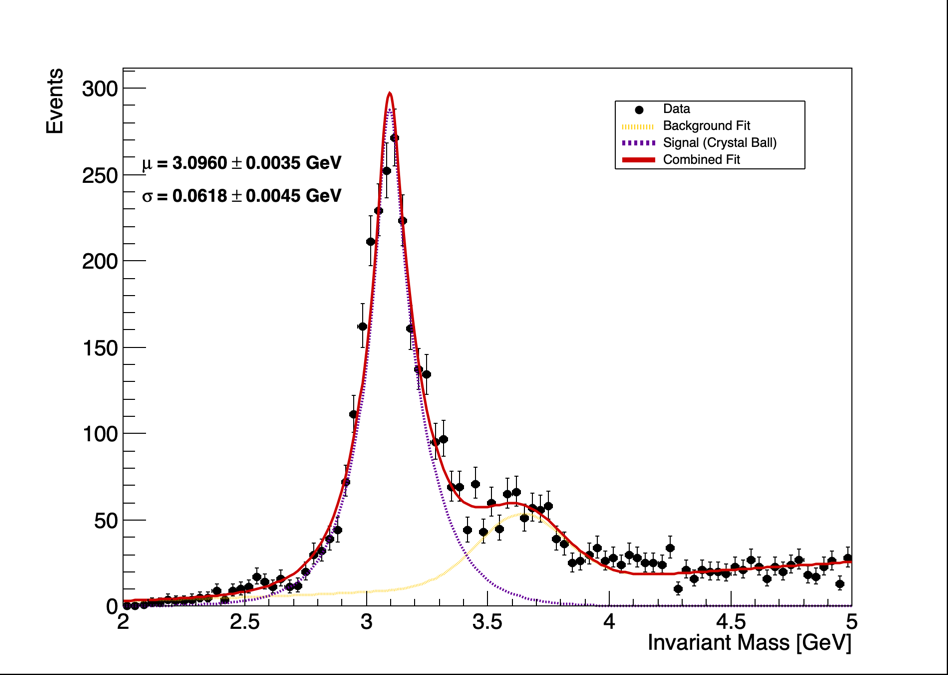 Events
300
250
200
150
100
50
0
μ = 3.0960 ± 0.0035 GeV
σ = 0.0618 ± 0.0045 GeV
Data
Background Fit
Signal (Crystal Ball)
Combined Fit
2 2.5 3 3.5 4 4.5 5
Invariant Mass [GeV]